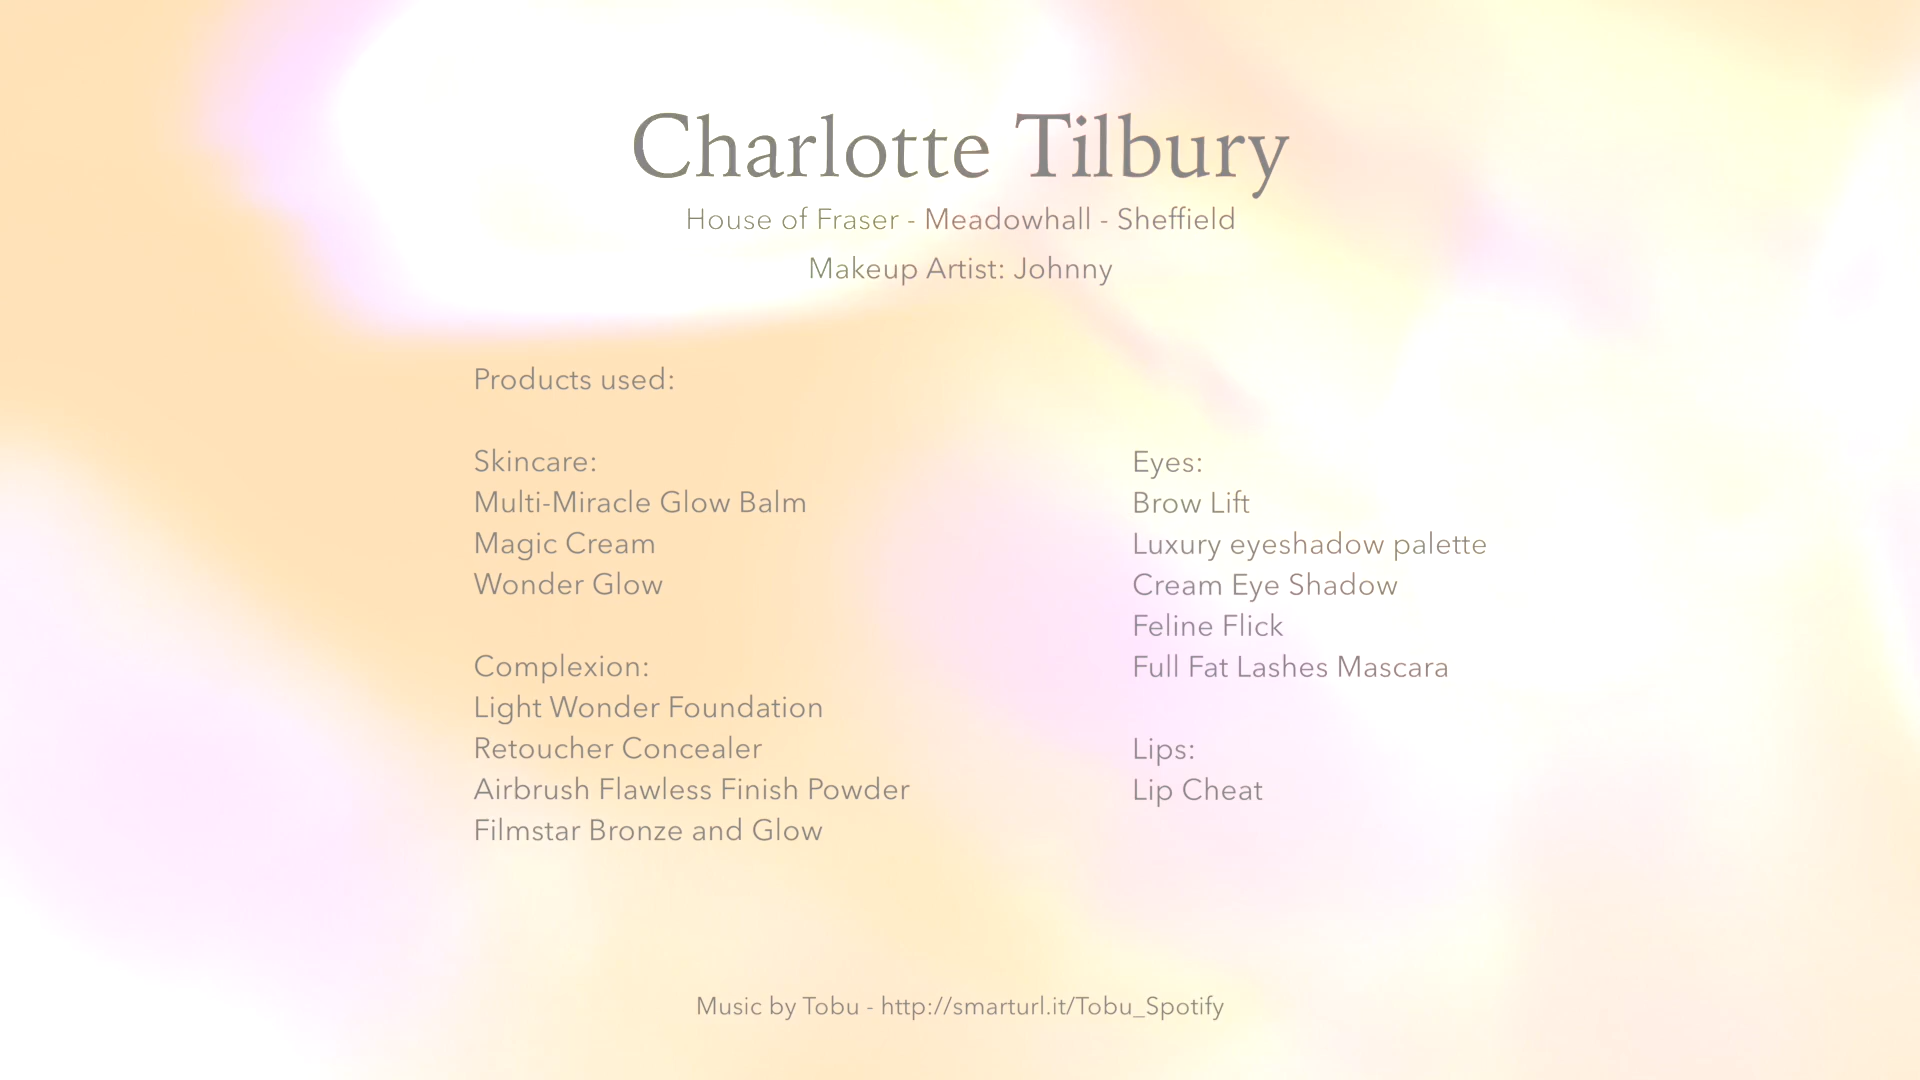 Charlotte Tilbury
House of Fraser - Meadowhall - Sheffield
Makeup Artist: Johnny
Products used:
Skincare:
Multi-Miracle Glow Balm
Magic Cream
Wonder Glow
Complexion:
Light Wonder Foundation
Retoucher Concealer
Airbrush Flawless Finish Powder
Filmstar Bronze and Glow
Eyes:
Brow Lift
Luxury eyeshadow palette
Cream Eye Shadow
Feline Flick
Full Fat Lashes Mascara
Lips:
Lip Cheat
Music by Tobu - http://smarturl.it/Tobu_Spotify